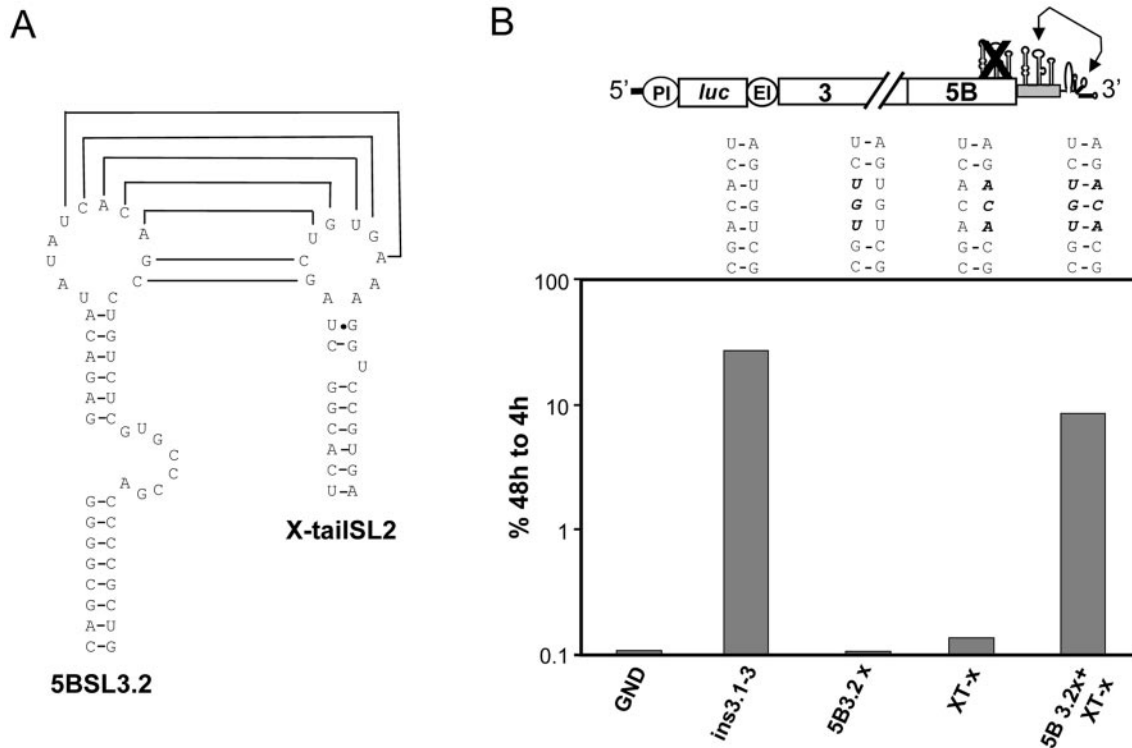 A
C A C G U
U A U G
A G A
U C A
A C G A
U C A
A-U
C-G
A-U
G-C
A-U
G-C
G U G C C C G A
G-C
G-C
G-C
G-C
C-G
G-C
A-U
C-G
5BSL3.2
U•G
C-G
U
G-C
G-C
C-G
A-U
C-G
U-A
X-tailSL2
B
X
5' PI luc EI 3 5B 3'
U-A U-A U-A U-A
C-G C G C G C-G
A-U U U A A U-A
C-G G G C C G-C
A-U U U A A U-A
G-C G-C G-C G-C
C-G C-G C-G C-G
% 48h to 4h
100
10
1
0.1
GND
ins3.1-3
5B3.2 x
XT-x
5B 3.2x+
XT-x